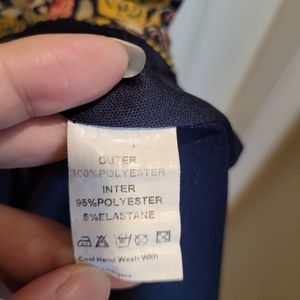 OUTER
100%POLYESTER
INTER
95%POLYESTER
5%ELASTANE
Cool Hand Wash With